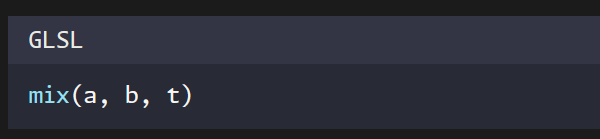 GLSL
mix(a, b, t)